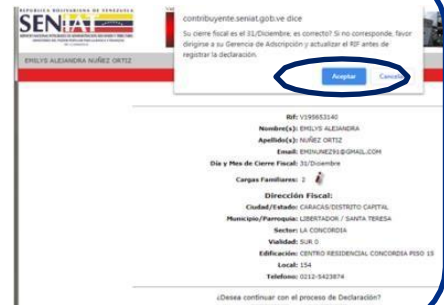 REPÚBLICA BOLIVARIANA DE VENEZUELA
SENIAT
contribuyente.seniat.gob.ve dice
Su cierre fiscal es el 31/Diciembre, es correcto? Si no corresponde, favor
dirigirse a su Gerencia de Adscripción y actualizar el RIF antes de
registrar la declaración.
Aceptar
Cancela
EMILYS ALEJANDRA NUÑEZ ORTIZ
Rif: V195653140
Nombre(s): EMILYS ALEJANDRA
Apellido(s): NUÑEZ ORTIZ
Email: EMINUNEZ91@GMAIL.COM
Dia y Mes de Cierre Fiscal: 31/Diciembre
Cargas Familiares: 2
Dirección Fiscal:
Ciudad/Estado: CARACAS/DISTRITO CAPITAL
Municipio/Parroquia: LIBERTADOR / SANTA TERESA
Sector: LA CONCORDIA
Vialidad: SUR 0
Edificación: CENTRO RESIDENCIAL CONCORDIA PISO 15
Local: 154
Telefono: 0212-5423874
¿Desea continuar con el proceso de Declaración?